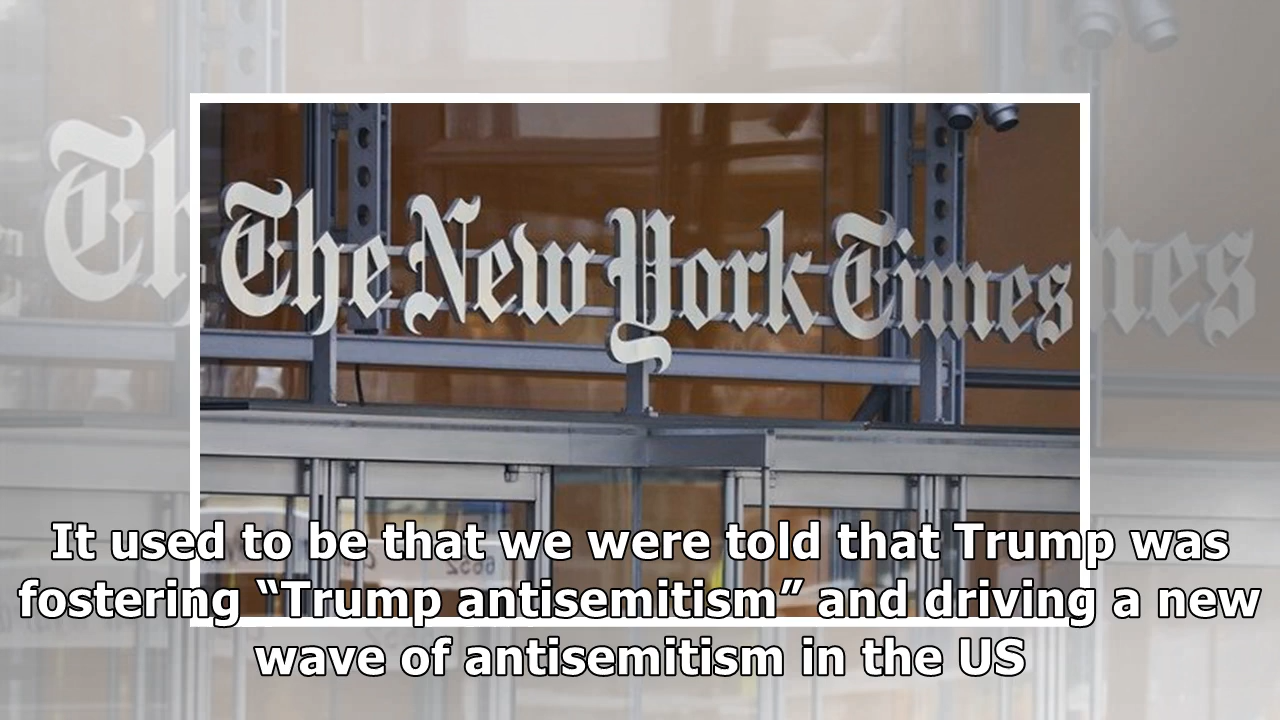 The New York Times
It used to be that we were told that Trump was
fostering “Trump antisemitism” and driving a new
wave of antisemitism in the US